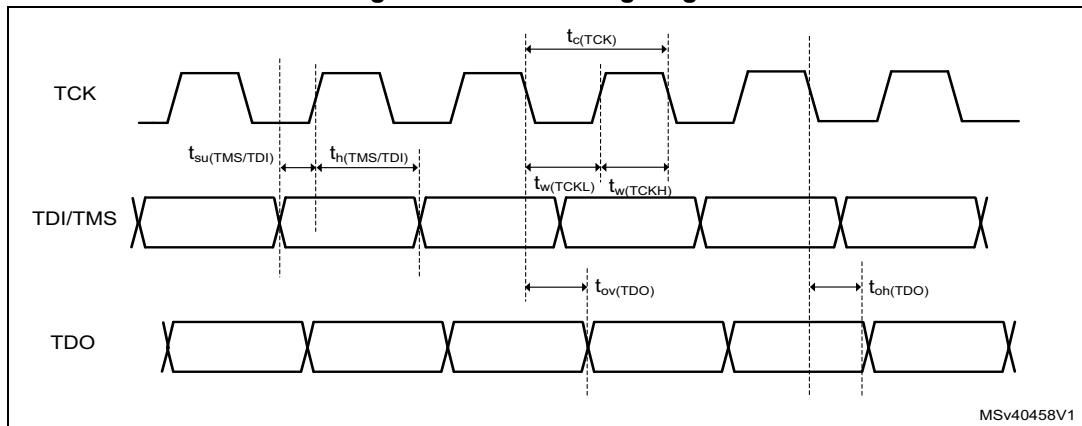 t_c(TCK)
TCK
t_su(TMS/TDI)
t_h(TMS/TDI)
t_w(TCKL)
t_w(TCKH)
TDI/TMS
t_ov(TDO)
t_oh(TDO)
TDO
MSv40458V1